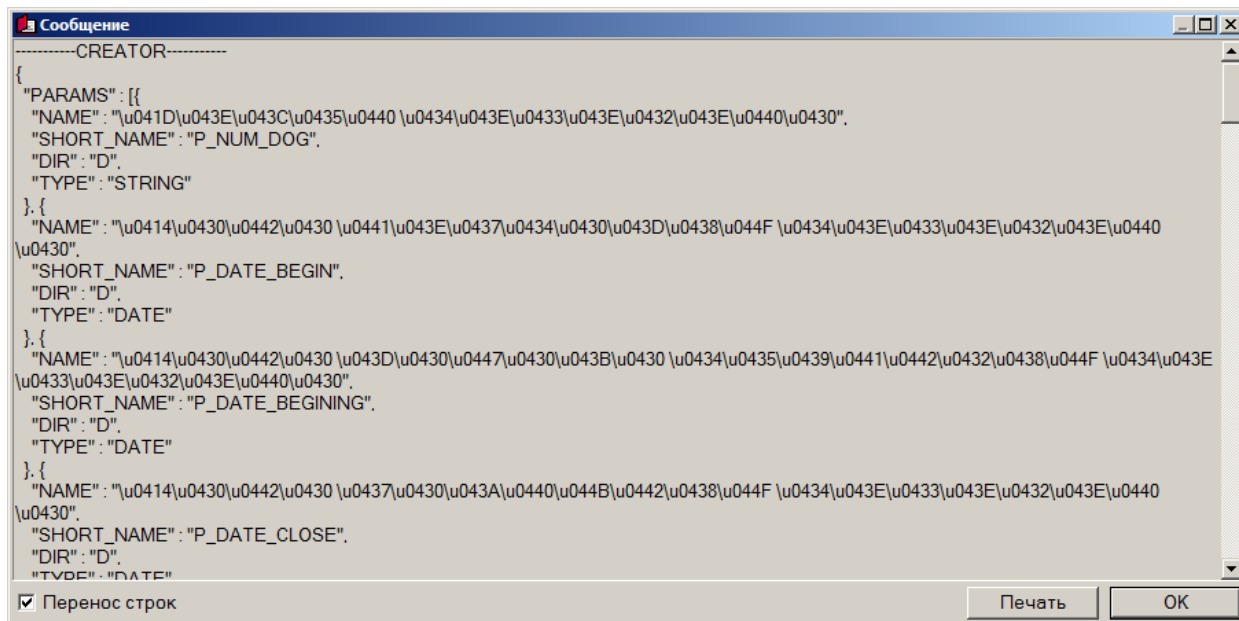 Сообщение
-----------CREATOR-----------
{
"PARAMS" : [{
"NAME" : "\u041D\u043E\u043C\u0435\u0440 \u0434\u043E\u0433\u043E\u0432\u043E\u0440\u0430",
"SHORT_NAME" : "P_NUM_DOG",
"DIR" : "D",
"TYPE" : "STRING"
}, {
"NAME" : "\u0414\u0430\u0442\u0430 \u0441\u043E\u0437\u0434\u0430\u043D\u0438\u044F \u0434\u043E\u0433\u043E\u0432\u043E\u0440
\u0430",
"SHORT_NAME" : "P_DATE_BEGIN",
"DIR" : "D",
"TYPE" : "DATE"
}, {
"NAME" : "\u0414\u0430\u0442\u0430 \u043D\u0430\u0447\u0430\u043B\u0430 \u0434\u0435\u0439\u0441\u0442\u0432\u0438\u044F \u0434\u043E
\u0433\u043E\u0432\u043E\u0440\u0430",
"SHORT_NAME" : "P_DATE_BEGINING",
"DIR" : "D",
"TYPE" : "DATE"
}, {
"NAME" : "\u0414\u0430\u0442\u0430 \u0437\u0430\u043A\u0440\u044B\u0442\u0438\u044F \u0434\u043E\u0433\u043E\u0432\u043E\u0440
\u0430",
"SHORT_NAME" : "P_DATE_CLOSE",
"DIR" : "D",
"TYPE" : "DATE"
Перенос строк
Печать
OK